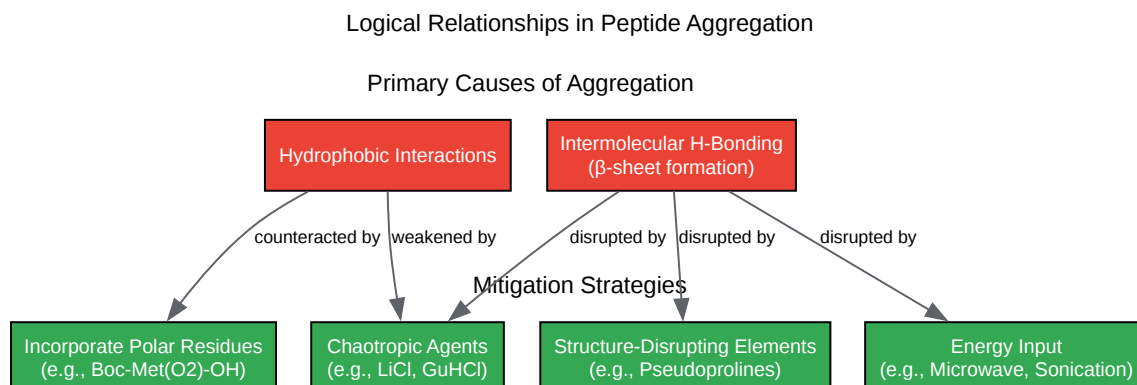 Logical Relationships in Peptide Aggregation
Primary Causes of Aggregation
Hydrophobic Interactions
Intermolecular H-Bonding
(β-sheet formation)
counteracted by
weakened by
disrupted by
disrupted by
disrupted by
Mitigation Strategies
Incorporate Polar Residues
(e.g., Boc-Met(O2)-OH)
Chaotropic Agents
(e.g., LiCl, GuHCl)
Structure-Disrupting Elements
(e.g., Pseudoprolines)
Energy Input
(e.g., Microwave, Sonication)